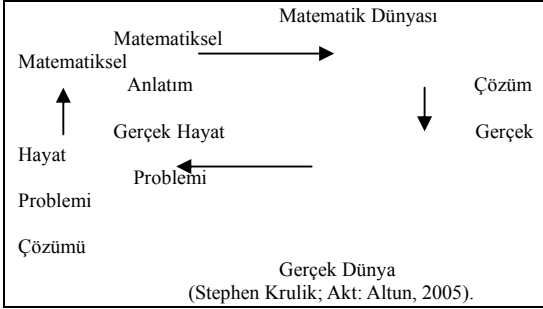 Matematik Dünyası
Matematiksel
Matematiksel
Anlatım Çözüm
Gerçek Hayat Gerçek
Hayat
Problemi
Problemi
Çözümü
Gerçek Dünya
(Stephen Krulik; Akt: Altun, 2005).